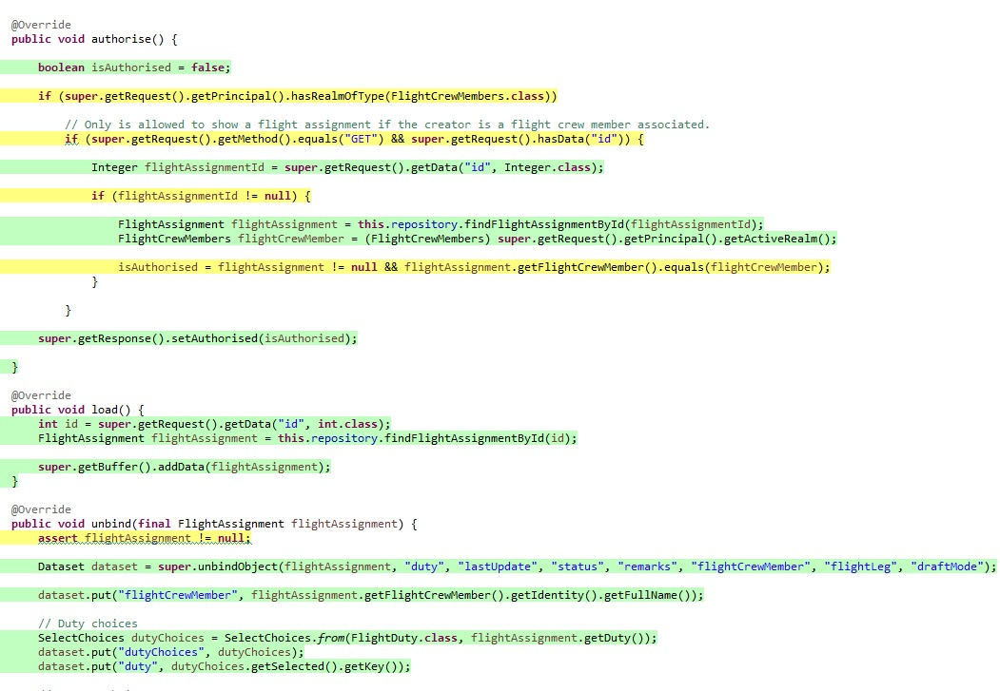 @Override
public void authorise() {
boolean isAuthorised = false;
if (super.getRequest().getPrincipal().hasRealmOfType(FlightCrewMembers.class))
// Only is allowed to show a flight assignment if the creator is a flight crew member associated.
if (super.getRequest().getMethod().equals("GET") && super.getRequest().hasData("id")) {
Integer flightAssignmentId = super.getRequest().getData("id", Integer.class);
if (flightAssignmentId != null) {
FlightAssignment flightAssignment = this.repository.findFlightAssignmentById(flightAssignmentId);
FlightCrewMembers flightCrewMember = (FlightCrewMembers) super.getRequest().getPrincipal().getActiveRealm();
isAuthorised = flightAssignment != null && flightAssignment.getFlightCrewMember().equals(flightCrewMember);
}
}
super.getResponse().setAuthorised(isAuthorised);
}
@Override
public void load() {
int id = super.getRequest().getData("id", int.class);
FlightAssignment flightAssignment = this.repository.findFlightAssignmentById(id);
super.getBuffer().addData(flightAssignment);
}
@Override
public void unbind(final FlightAssignment flightAssignment) {
assert flightAssignment != null;
Dataset dataset = super.unbindObject(flightAssignment, "duty", "lastUpdate", "status", "remarks", "flightCrewMember", "flightLeg", "draftMode");
dataset.put("flightCrewMember", flightAssignment.getFlightCrewMember().getIdentity().getFullName());
// Duty choices
SelectChoices dutyChoices = SelectChoices.from(FlightDuty.class, flightAssignment.getDuty());
dataset.put("dutyChoices", dutyChoices);
dataset.put("duty", dutyChoices.getSelected().getKey());